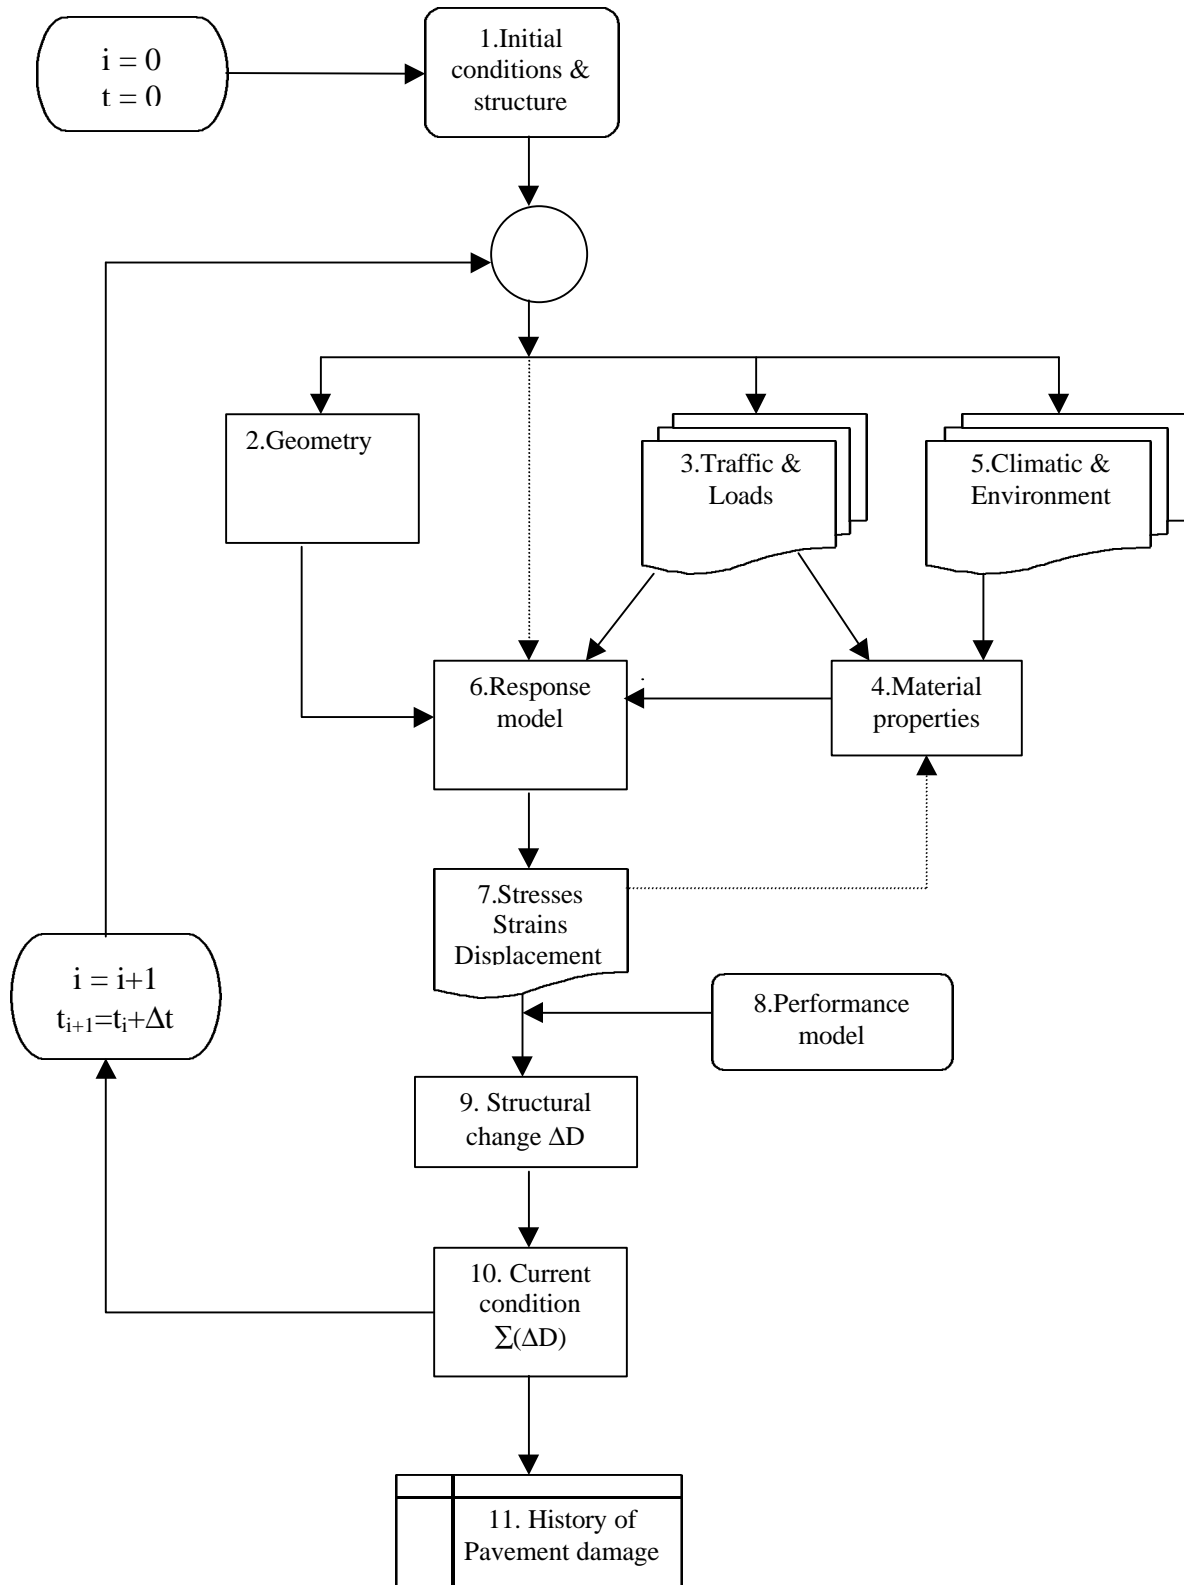 i = 0
t = 0
1.Initial
conditions &
structure
2.Geometry
3.Traffic &
Loads
5.Climatic &
Environment
6.Response
model
4.Material
properties
7.Stresses
Strains
Displacement
i = i+1
tᵢ₊₁=tᵢ+Δt
8.Performance
model
9. Structural
change ΔD
10. Current
condition
∑(ΔD)
11. History of
Pavement damage